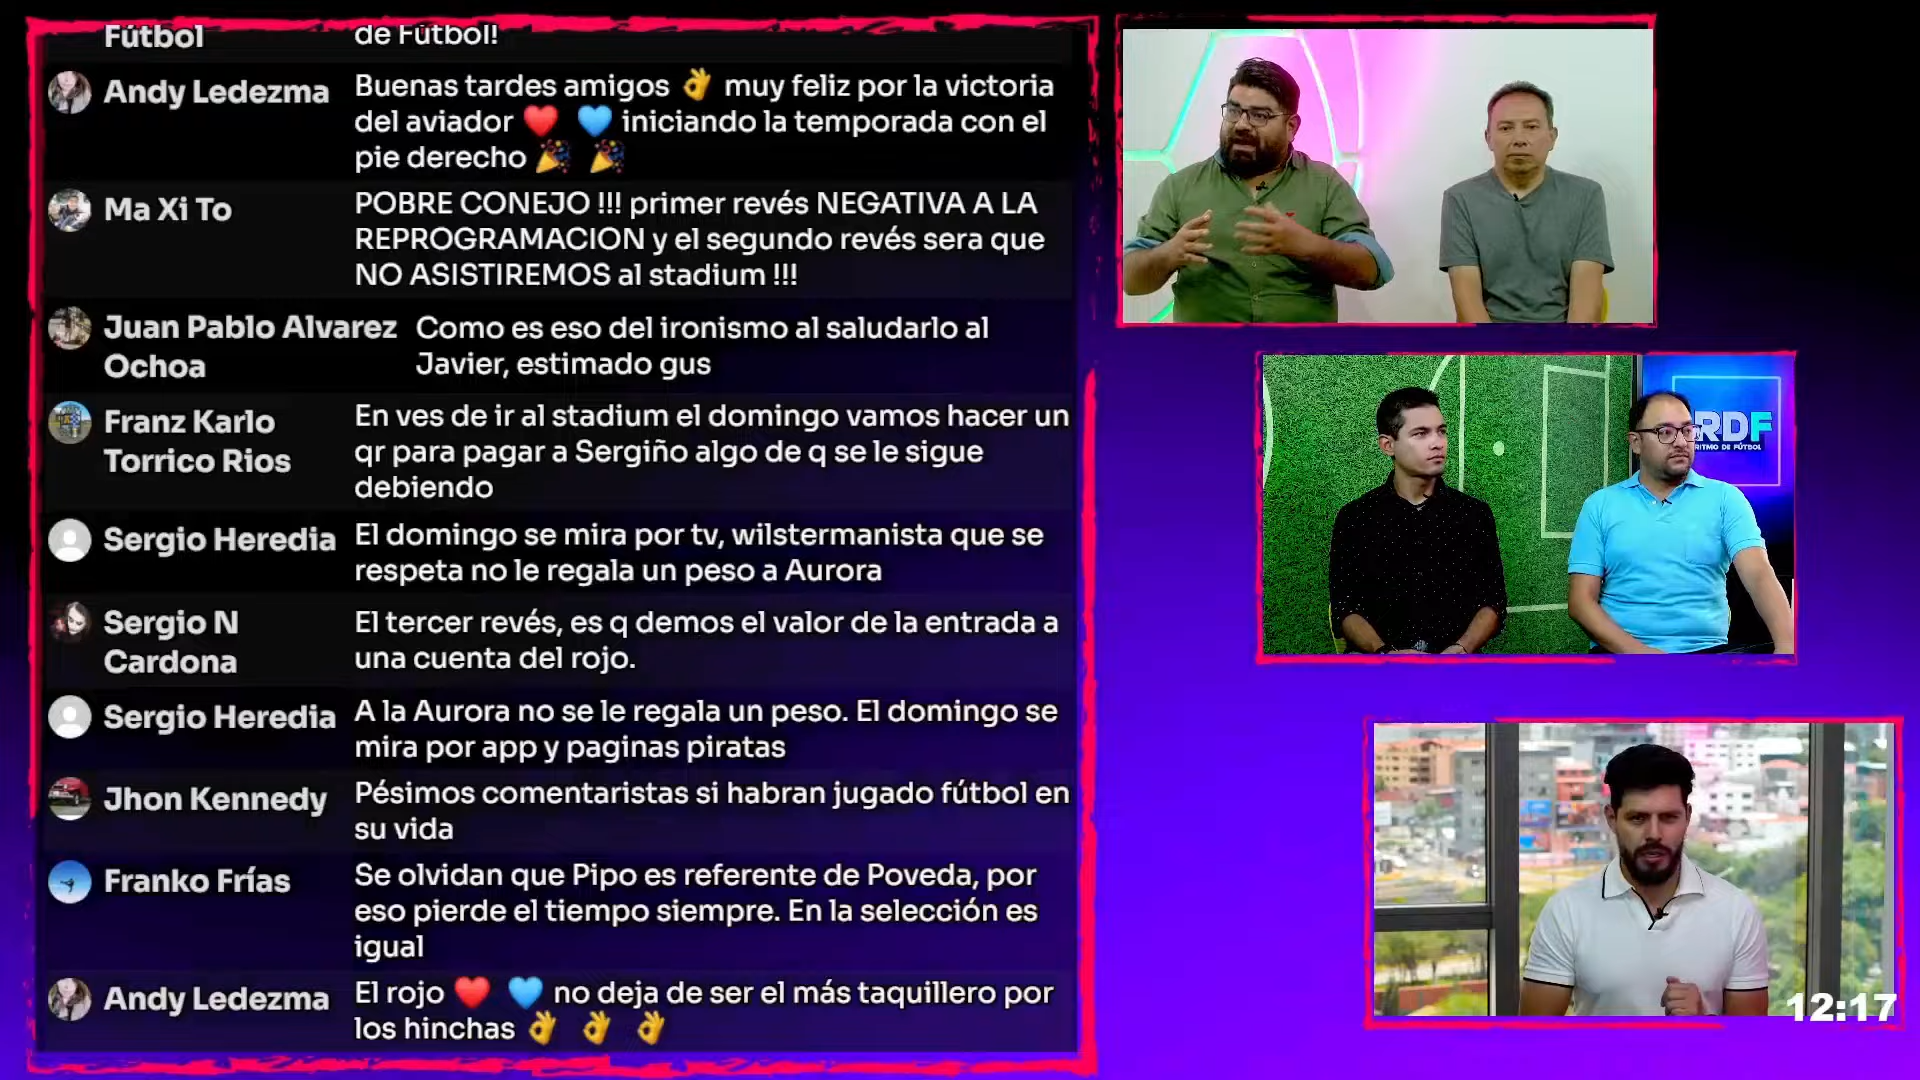 Fútbol
de Fútbol!
Andy Ledezma
Buenas tardes amigos 👌 muy feliz por la victoria
del aviador ❤️ 💙 iniciando la temporada con el
pie derecho 🎉 🎉
Ma Xi To
POBRE CONEJO !!! primer revés NEGATIVA A LA
REPROGRAMACION y el segundo revés sera que
NO ASISTIREMOS al stadium !!!
Juan Pablo Alvarez
Ochoa
Como es eso del ironismo al saludarlo al
Javier, estimado gus
Franz Karlo
Torrico Rios
En ves de ir al stadium el domingo vamos hacer un
qr para pagar a Sergiño algo de q se le sigue
debiendo
Sergio Heredia
El domingo se mira por tv, wilstermanista que se
respeta no le regala un peso a Aurora
Sergio N
Cardona
El tercer revés, es q demos el valor de la entrada a
una cuenta del rojo.
Sergio Heredia
A la Aurora no se le regala un peso. El domingo se
mira por app y paginas piratas
Jhon Kennedy
Pésimos comentaristas si habran jugado fútbol en
su vida
Franko Frías
Se olvidan que Pipo es referente de Poveda, por
eso pierde el tiempo siempre. En la selección es
igual
Andy Ledezma
El rojo ❤️ 💙 no deja de ser el más taquillero por
los hinchas 👌 👌 👌
RDF
RITMO DE FÚTBOL
12:17